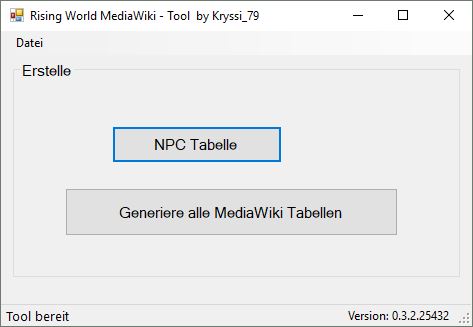 Rising World MediaWiki - Tool by Kryssi_79
Datei
Erstelle
NPC Tabelle
Generiere alle MediaWiki Tabellen
Tool bereit
Version: 0.3.2.25432